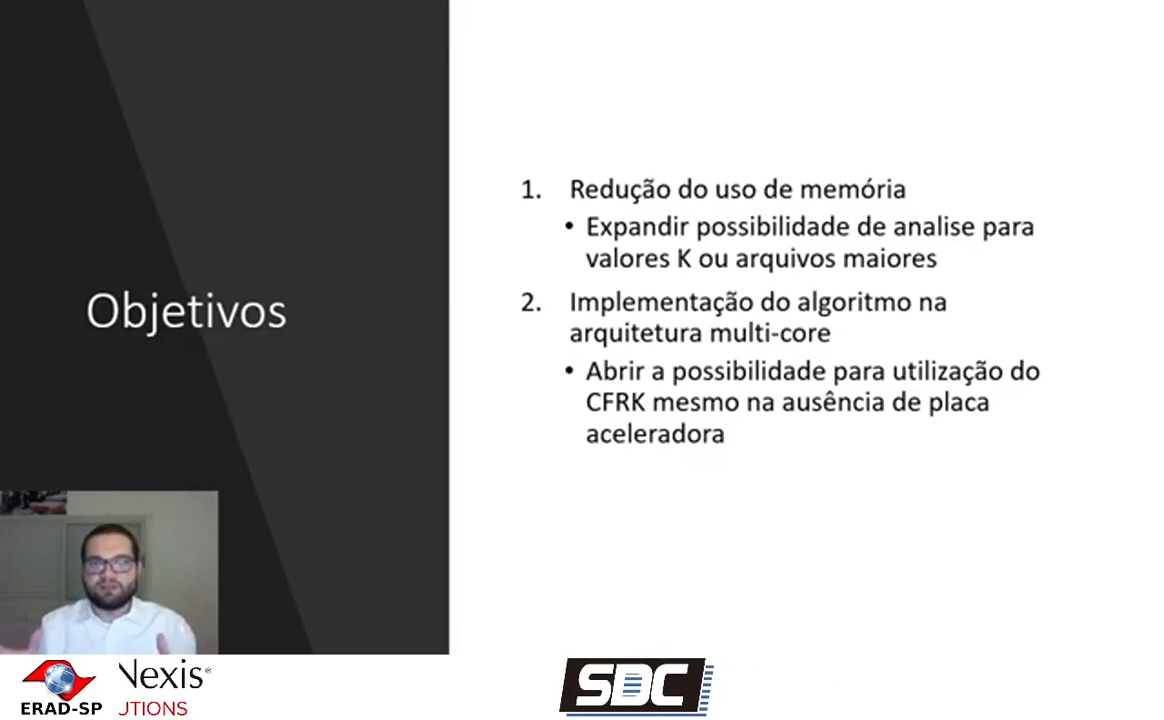 Objetivos
1. Redução do uso de memória
• Expandir possibilidade de analise para
valores K ou arquivos maiores
2. Implementação do algoritmo na
arquitetura multi-core
• Abrir a possibilidade para utilização do
CFRK mesmo na ausência de placa
aceleradora
ERAD-SP
Nexis®
JTIONS
SDC